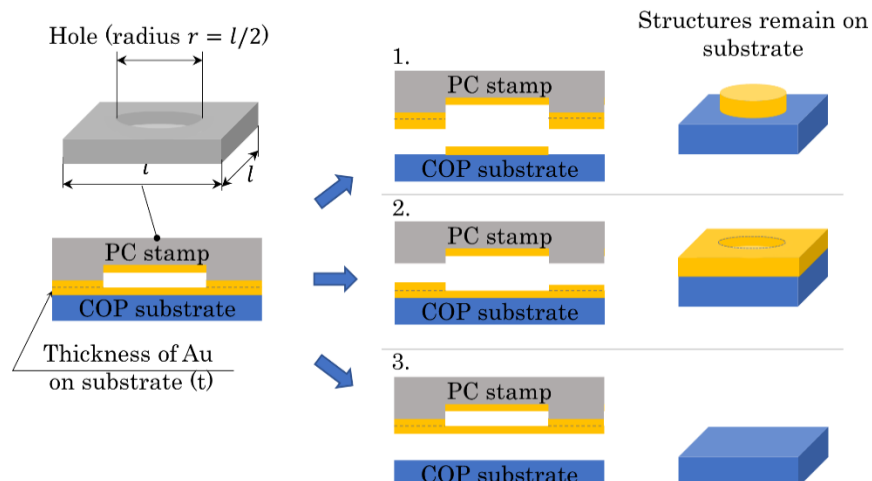 Hole (radius r = l/2)
l
l
PC stamp
COP substrate
Thickness of Au
on substrate (t)
1.
PC stamp
COP substrate
2.
PC stamp
COP substrate
3.
PC stamp
COP substrate
Structures remain on
substrate